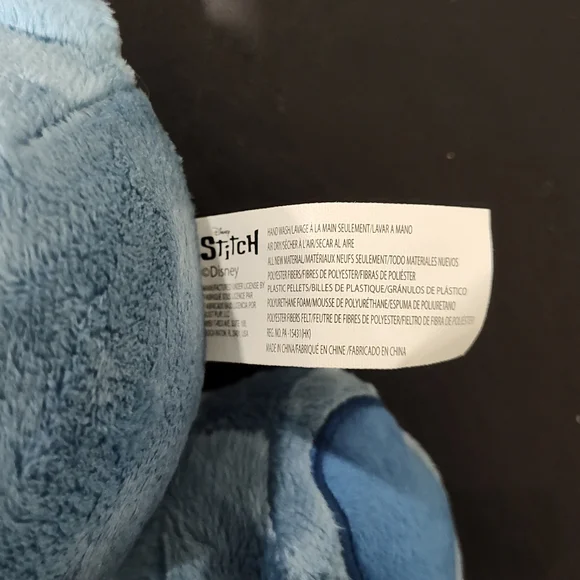 Disney
STitCH
©Disney
MANUFACTURED UNDER LICENSE BY
HAND WASH/LAVAGE À LA MAIN SEULEMENT/LAVAR A MANO
AIR DRY/SÉCHER À L'AIR/SECAR AL AIRE
ALL NEW MATERIAL/MATÉRIAUX NEUFS SEULEMENT/TODO MATERIALES NUEVOS
POLYESTER FIBERS/FIBRES DE POLYESTER/FIBRAS DE POLIÉSTER
PLASTIC PELLETS/BILLES DE PLASTIQUE/GRÁNULOS DE PLÁSTICO
POLYURETHANE FOAM/MOUSSE DE POLYURÉTHANE/ESPUMA DE POLIURETANO
POLYESTER FIBERS FELT/FEUTRE DE FIBRES DE POLYESTER/FIELTRO DE FIBRA DE POLIÉSTER
REG. NO. PA -15431(HK)
MADE IN CHINA/FABRIQUÉ EN CHINE /FABRICADO EN CHINA